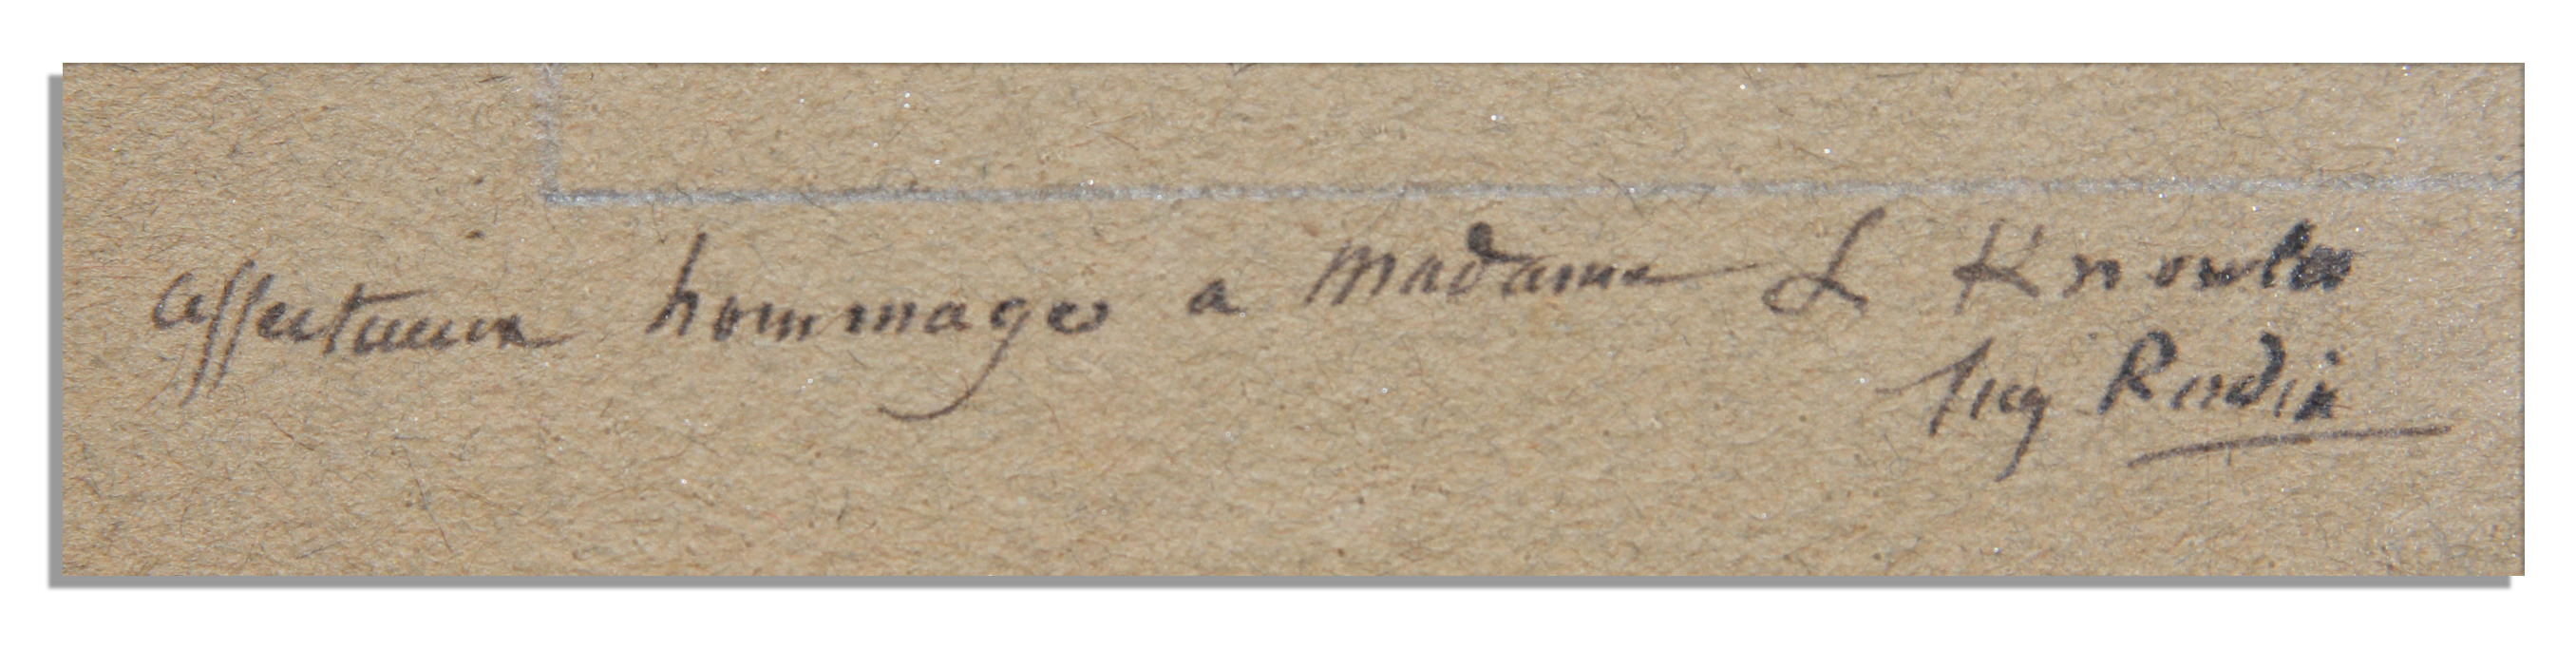 affectueux hommages a Madame L Knowles
Aug Rodin